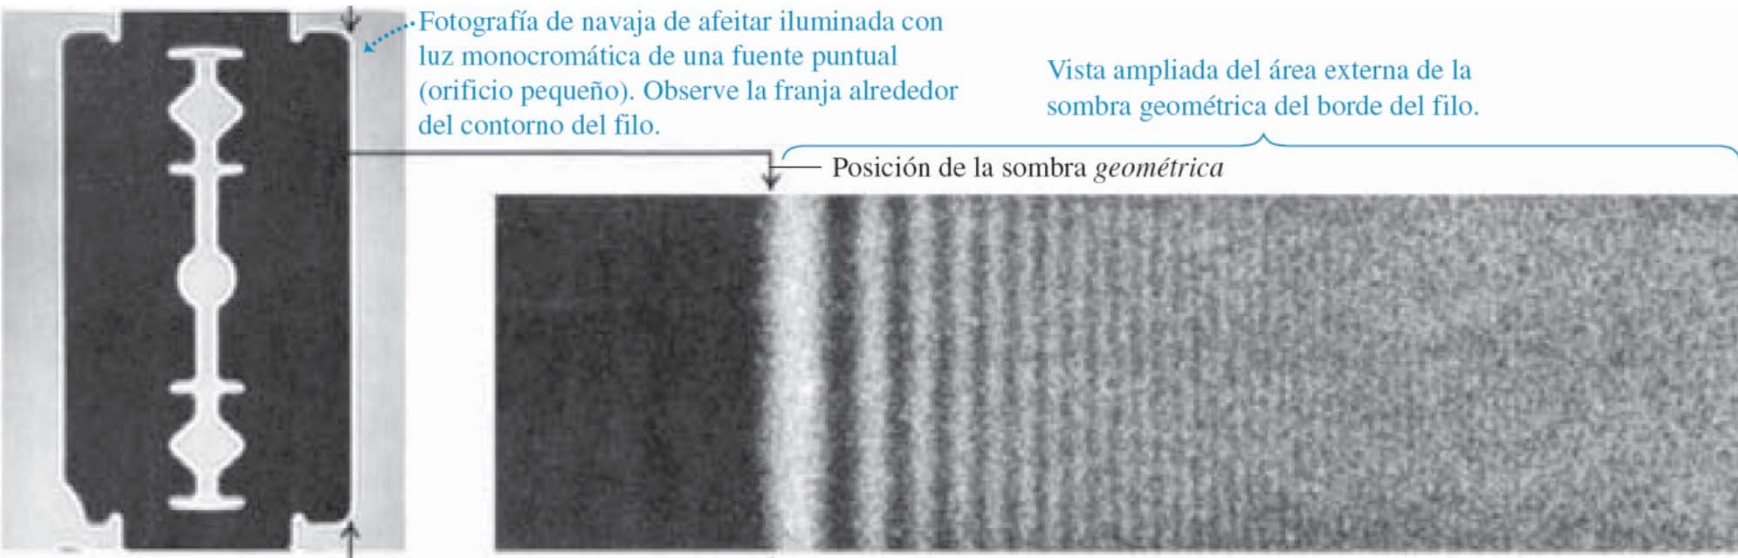 Fotografía de navaja de afeitar iluminada con
luz monocromática de una fuente puntual
(orificio pequeño). Observe la franja alrededor
del contorno del filo.
Vista ampliada del área externa de la
sombra geométrica del borde del filo.
Posición de la sombra geométrica